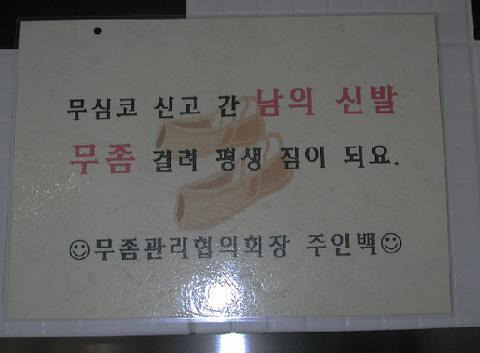 무심코 신고 간 남의 신발
무좀 걸려 평생 짐이 되요.
☺무좀관리협의회장 주인백☺